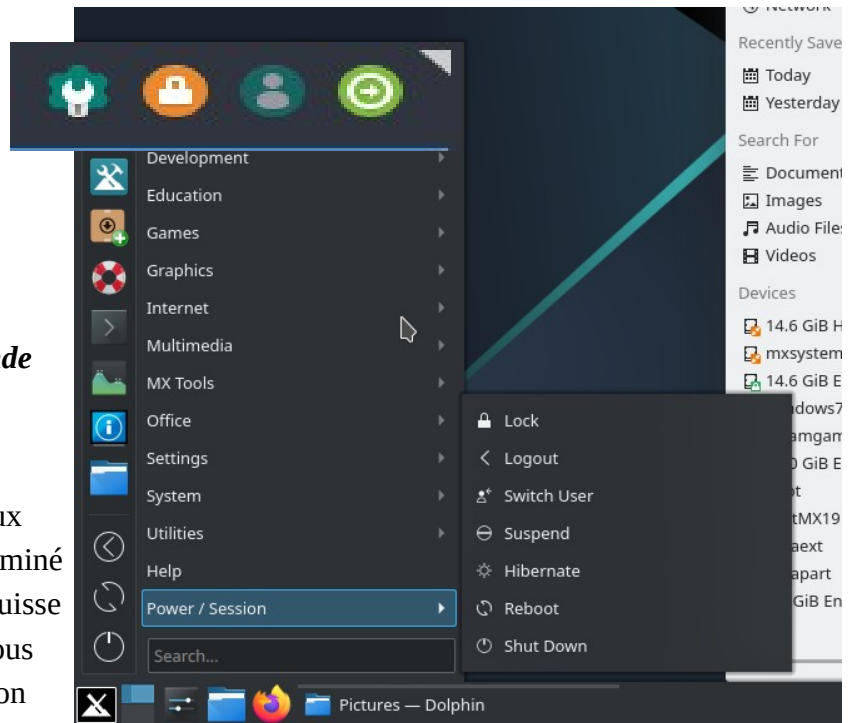 Network
Recently Save
Today
Yesterday
Search For
Document
Images
Audio Files
Videos
Devices
14.6 GiB H
mxsystem
14.6 GiB E
dows7
amgam
GiB E
tMX19
aext
apart
GiB En
Development
Education
Games
Graphics
Internet
Multimedia
MX Tools
Office
Settings
System
Utilities
Help
Power / Session
Search...
Lock
Logout
Switch User
Suspend
Hibernate
Reboot
Shut Down
Pictures — Dolphin
de
ux
miné
uisse
ous
on